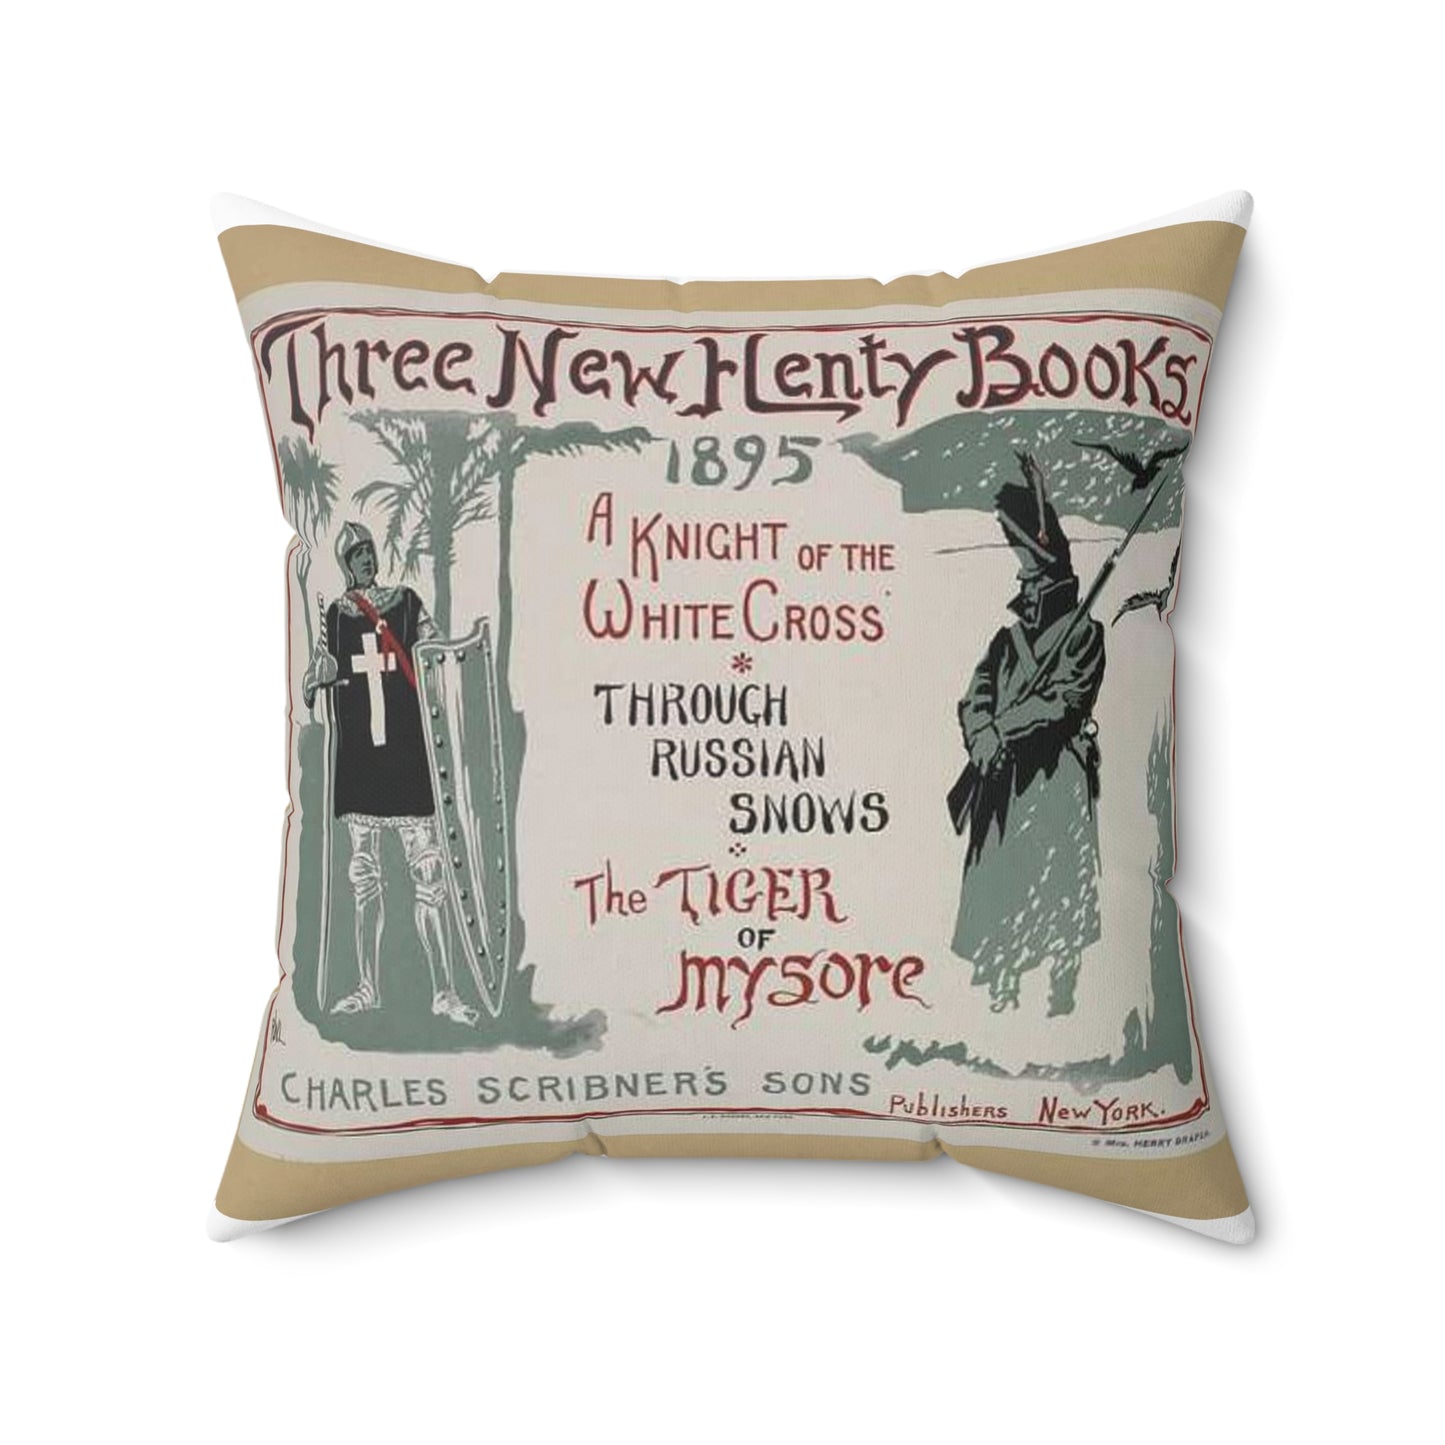 Three New Henty Books
1895
A KNIGHT OF THE
WHITE CROSS
THROUGH
RUSSIAN
SNOWS
The TIGER
OF
MYSORE
CHARLES SCRIBNER'S SONS
Publishers New York.